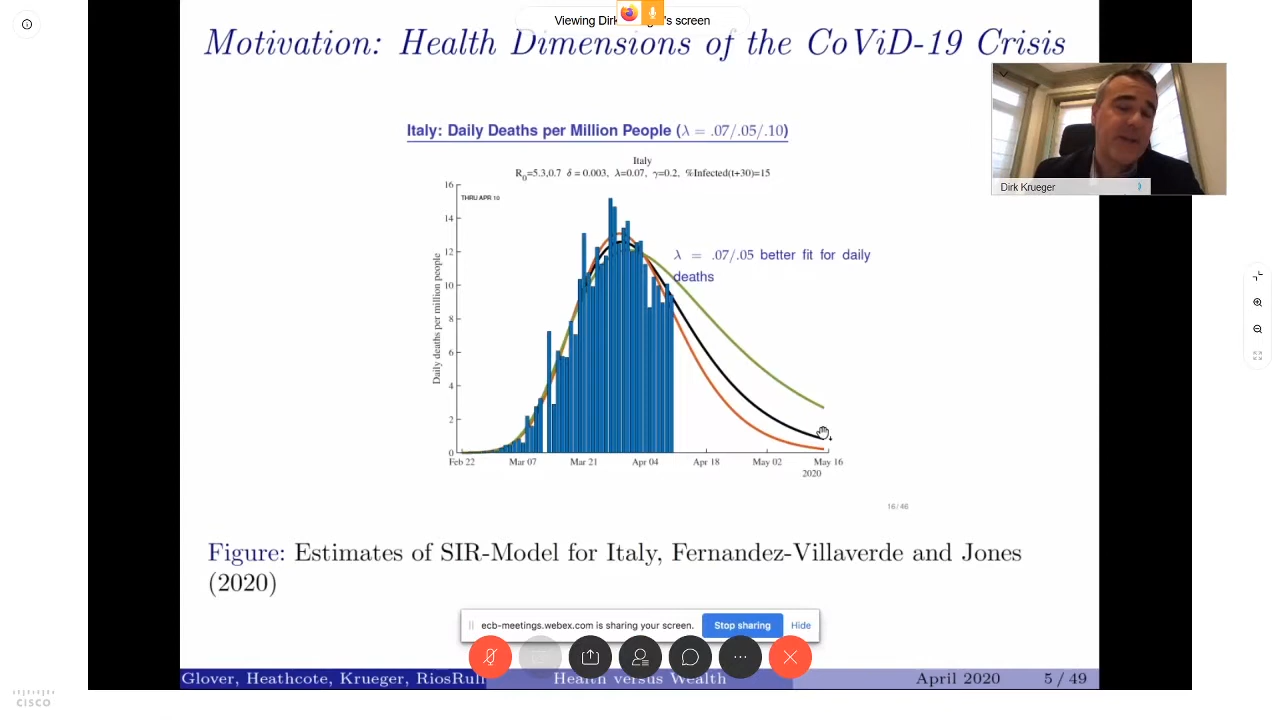 Viewing Dirk 's screen
Motivation: Health Dimensions of the CoViD-19 Crisis
Italy: Daily Deaths per Million People (λ = .07/.05/.10)
Italy
R0=5.3,0.7 δ = 0.003, λ=0.07, γ=0.2, %Infected(t+30)=15
THRU APR 10
16
14
12
10
8
6
4
2
0
Daily deaths per million people
λ = .07/.05 better fit for daily
deaths
Feb 22 Mar 07 Mar 21 Apr 04 Apr 18 May 02 May 16
2020
16 / 46
Dirk Krueger
Figure: Estimates of SIR-Model for Italy, Fernandez-Villaverde and Jones
(2020)
ecb-meetings.webex.com is sharing your screen. Stop sharing Hide
Glover, Heathcote, Krueger, RiosRull Health versus Wealth April 2020 5 / 49
CISCO